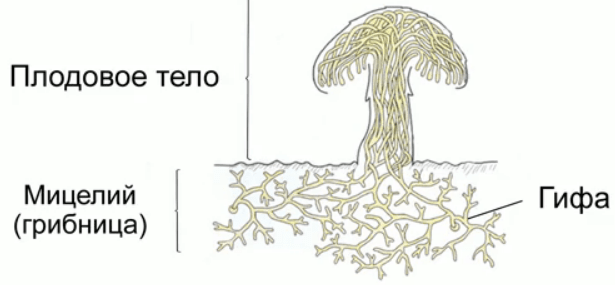 Плодовое тело
Мицелий
(грибница)
Гифа